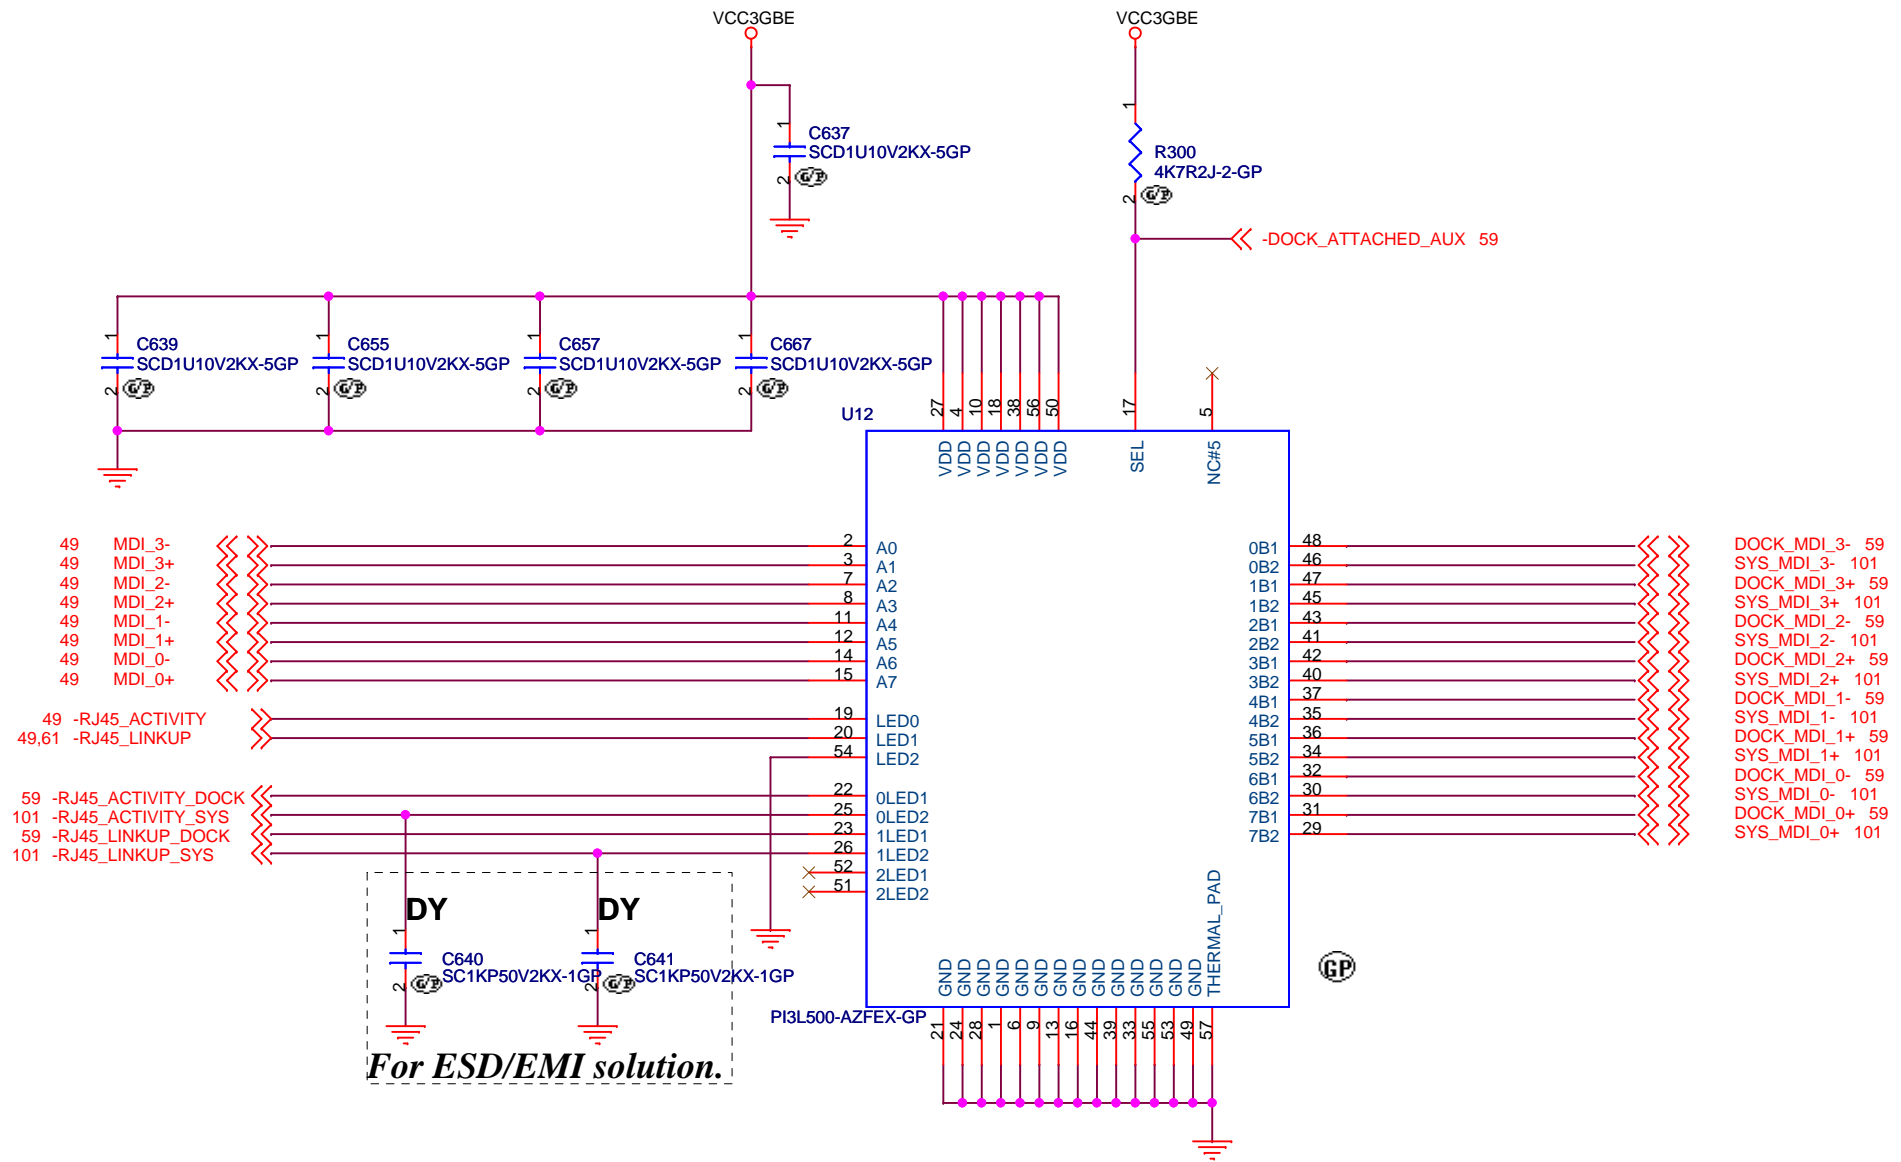 VCC3GBE
VCC3GBE
1
C637
SCD1U10V2KX-5GP
2 G/P
1
R300
4K7R2J-2-GP
2 G/P
-DOCK_ATTACHED_AUX 59
1
C639
SCD1U10V2KX-5GP
2 G/P
1
C655
SCD1U10V2KX-5GP
2 G/P
1
C657
SCD1U10V2KX-5GP
2 G/P
1
C667
SCD1U10V2KX-5GP
2 G/P
U12
27 4 10 18 38 56 50 17 5
VDD VDD VDD VDD VDD VDD VDD SEL NC#5
49 MDI_3- 2 A0
49 MDI_3+ 3 A1
49 MDI_2- 7 A2
49 MDI_2+ 8 A3
49 MDI_1- 11 A4
49 MDI_1+ 12 A5
49 MDI_0- 14 A6
49 MDI_0+ 15 A7
49 -RJ45_ACTIVITY 19 LED0
49,61 -RJ45_LINKUP 20 LED1
54 LED2
59 -RJ45_ACTIVITY_DOCK 22 0LED1
101 -RJ45_ACTIVITY_SYS 25 0LED2
59 -RJ45_LINKUP_DOCK 23 1LED1
101 -RJ45_LINKUP_SYS 26 1LED2
52 2LED1
51 2LED2
0B1 48 DOCK_MDI_3- 59
0B2 46 SYS_MDI_3- 101
1B1 47 DOCK_MDI_3+ 59
1B2 45 SYS_MDI_3+ 101
2B1 43 DOCK_MDI_2- 59
2B2 41 SYS_MDI_2- 101
3B1 42 DOCK_MDI_2+ 59
3B2 40 SYS_MDI_2+ 101
4B1 37 DOCK_MDI_1- 59
4B2 35 SYS_MDI_1- 101
5B1 36 DOCK_MDI_1+ 59
5B2 34 SYS_MDI_1+ 101
6B1 32 DOCK_MDI_0- 59
6B2 30 SYS_MDI_0- 101
7B1 31 DOCK_MDI_0+ 59
7B2 29 SYS_MDI_0+ 101
DY
1
C640
SC1KP50V2KX-1GP
2 G/P
DY
1
C641
SC1KP50V2KX-1GP
2 G/P
For ESD/EMI solution.
GND GND GND GND GND GND GND GND GND GND GND GND GND GND THERMAL_PAD
GP
PI3L500-AZFEX-GP
21 24 28 1 6 9 13 16 44 39 33 55 53 49 57